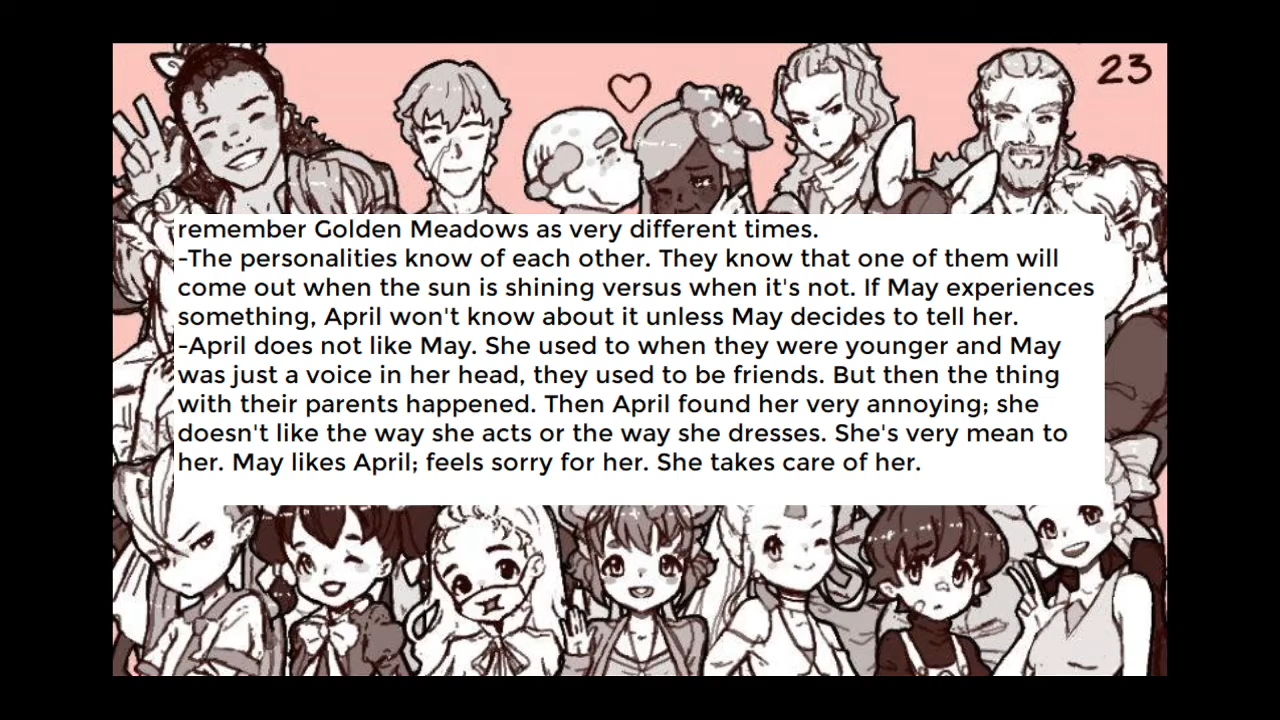 23
remember Golden Meadows as very different times.
-The personalities know of each other. They know that one of them will
come out when the sun is shining versus when it's not. If May experiences
something, April won't know about it unless May decides to tell her.
-April does not like May. She used to when they were younger and May
was just a voice in her head, they used to be friends. But then the thing
with their parents happened. Then April found her very annoying; she
doesn't like the way she acts or the way she dresses. She's very mean to
her. May likes April; feels sorry for her. She takes care of her.